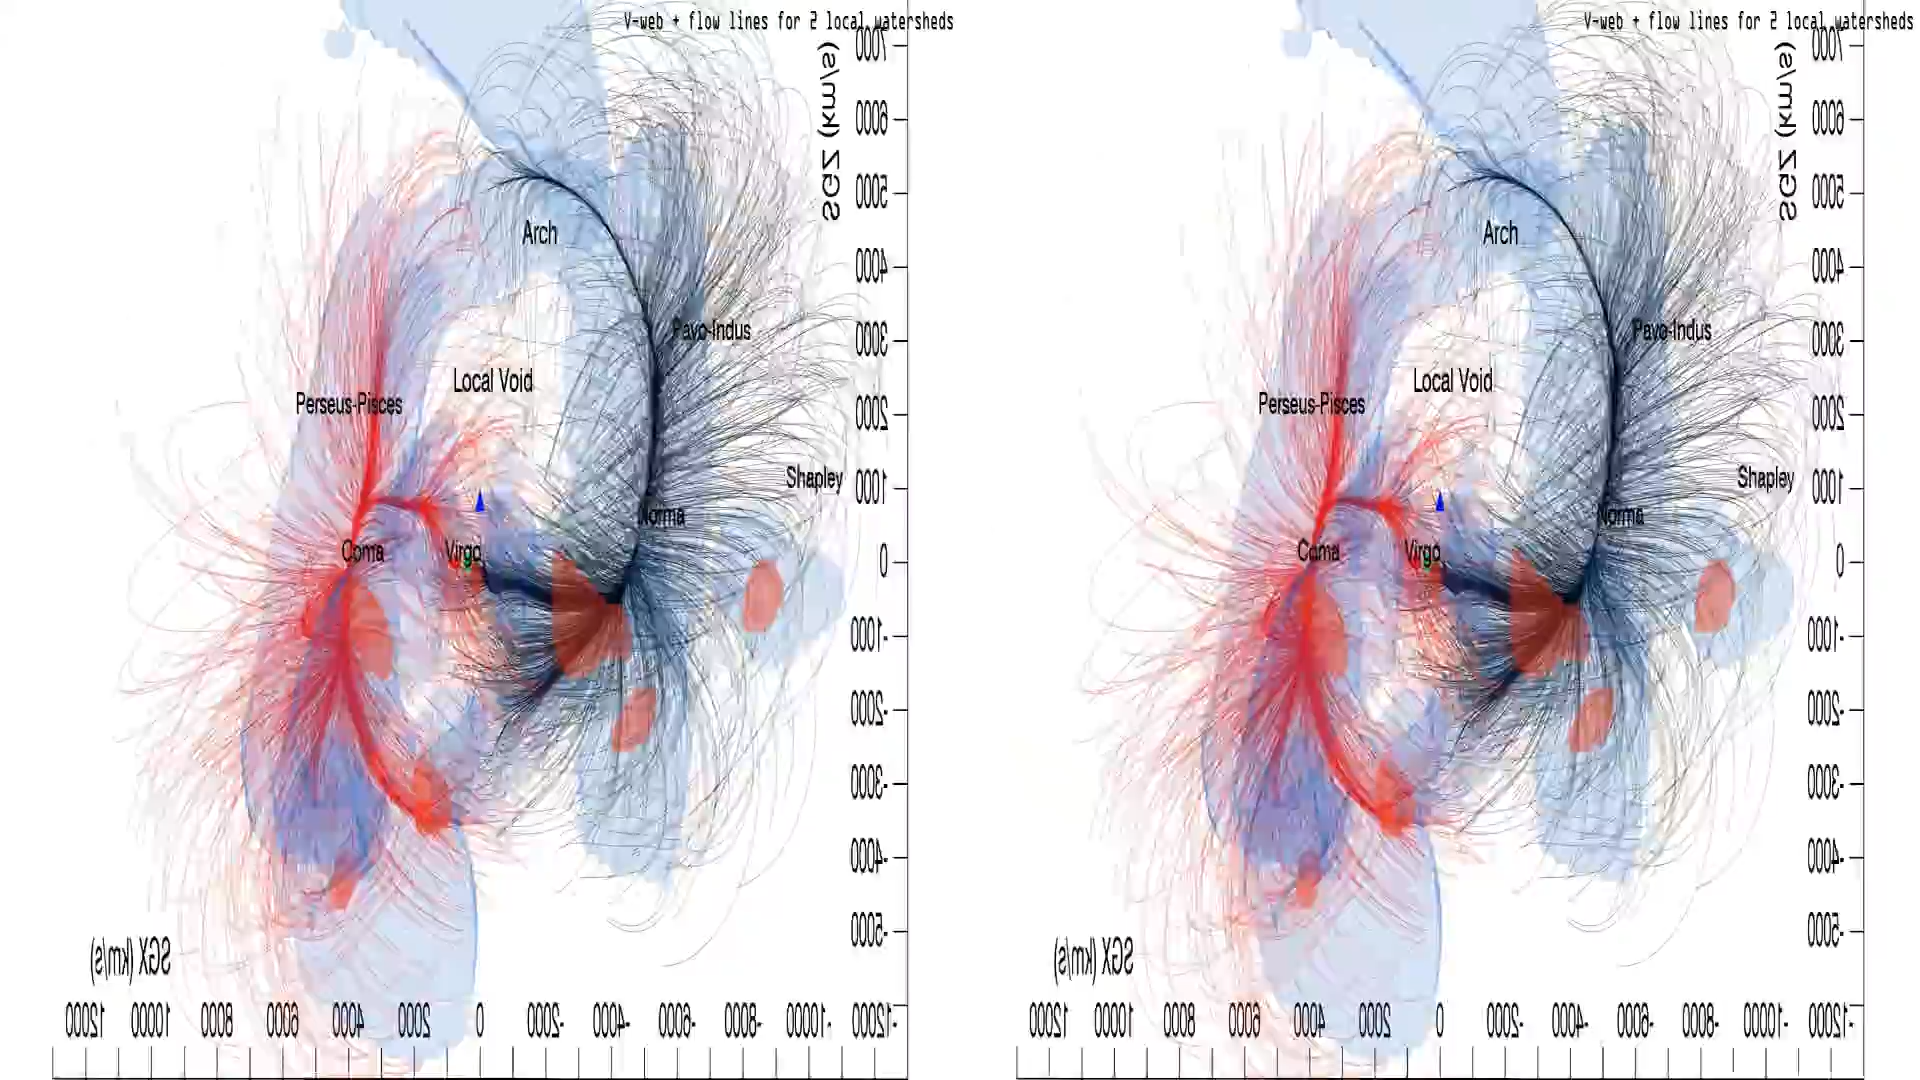 V-web + flow lines for 2 local watersheds
7000
6000
SGZ (km/s)
5000
Arch
4000
Pavo-Indus
3000
Local Void
Perseus-Pisces
2000
Shapley
1000
Norma
Coma
Virgo
0
-1000
-2000
-3000
-4000
-5000
SGX (km/s)
12000 10000 8000 6000 4000 2000 0 -2000 -4000 -6000 -8000 -10000 -12000
V-web + flow lines for 2 local watersheds
7000
6000
SGZ (km/s)
5000
Arch
4000
Pavo-Indus
3000
Local Void
Perseus-Pisces
2000
Shapley
1000
Norma
Coma
Virgo
0
-1000
-2000
-3000
-4000
-5000
SGX (km/s)
12000 10000 8000 6000 4000 2000 0 -2000 -4000 -6000 -8000 -10000 -12000